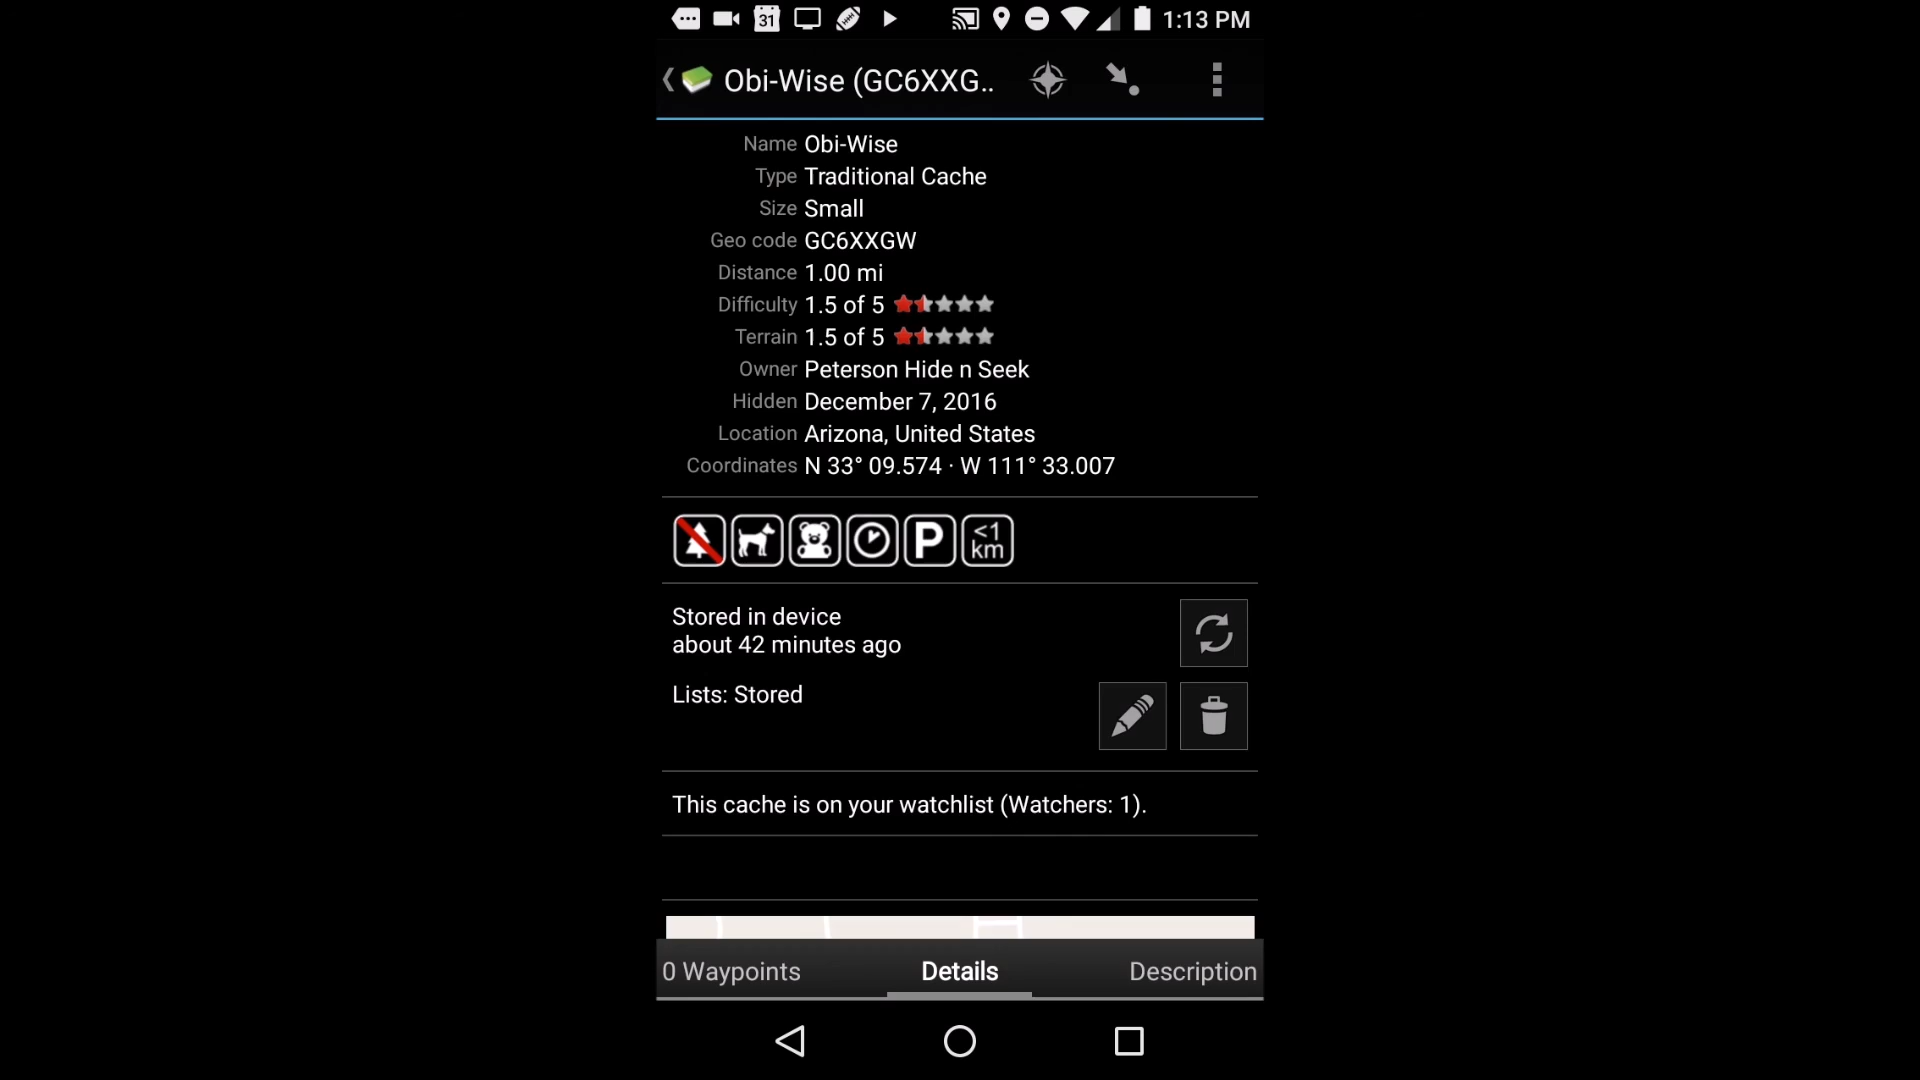 31 1:13 PM
Obi-Wise (GC6XXG..
Name Obi-Wise
Type Traditional Cache
Size Small
Geo code GC6XXGW
Distance 1.00 mi
Difficulty 1.5 of 5
Terrain 1.5 of 5
Owner Peterson Hide n Seek
Hidden December 7, 2016
Location Arizona, United States
Coordinates N 33° 09.574 · W 111° 33.007
P <1 km
Stored in device
about 42 minutes ago
Lists: Stored
This cache is on your watchlist (Watchers: 1).
0 Waypoints Details Description